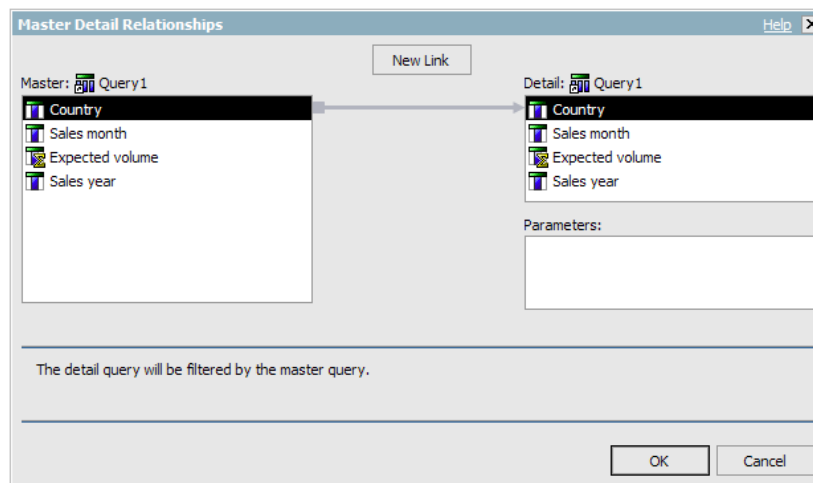 Master Detail Relationships
Help
New Link
Master: Query1
Country
Sales month
Expected volume
Sales year
Detail: Query1
Country
Sales month
Expected volume
Sales year
Parameters:
The detail query will be filtered by the master query.
OK
Cancel